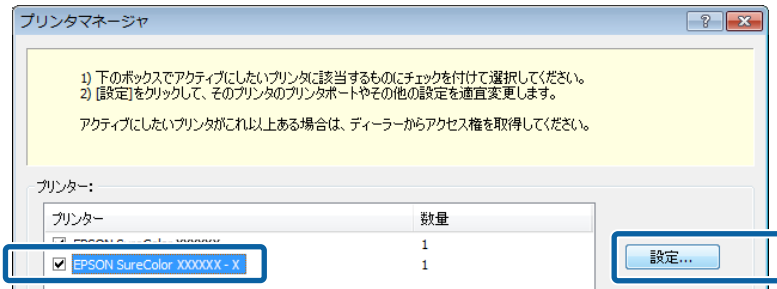 プリンタマネージャ
1) 下のボックスでアクティブにしたいプリンタに該当するものにチェックを付けて選択してください。
2) [設定]をクリックして、そのプリンタのプリンタポートやその他の設定を適宜変更します。
アクティブにしたいプリンタがこれ以上ある場合は、ディーラーからアクセス権を取得してください。
プリンター:
プリンター 数量
EPSON SureColor XXXXXX 1
EPSON SureColor XXXXXX - X 1
設定...